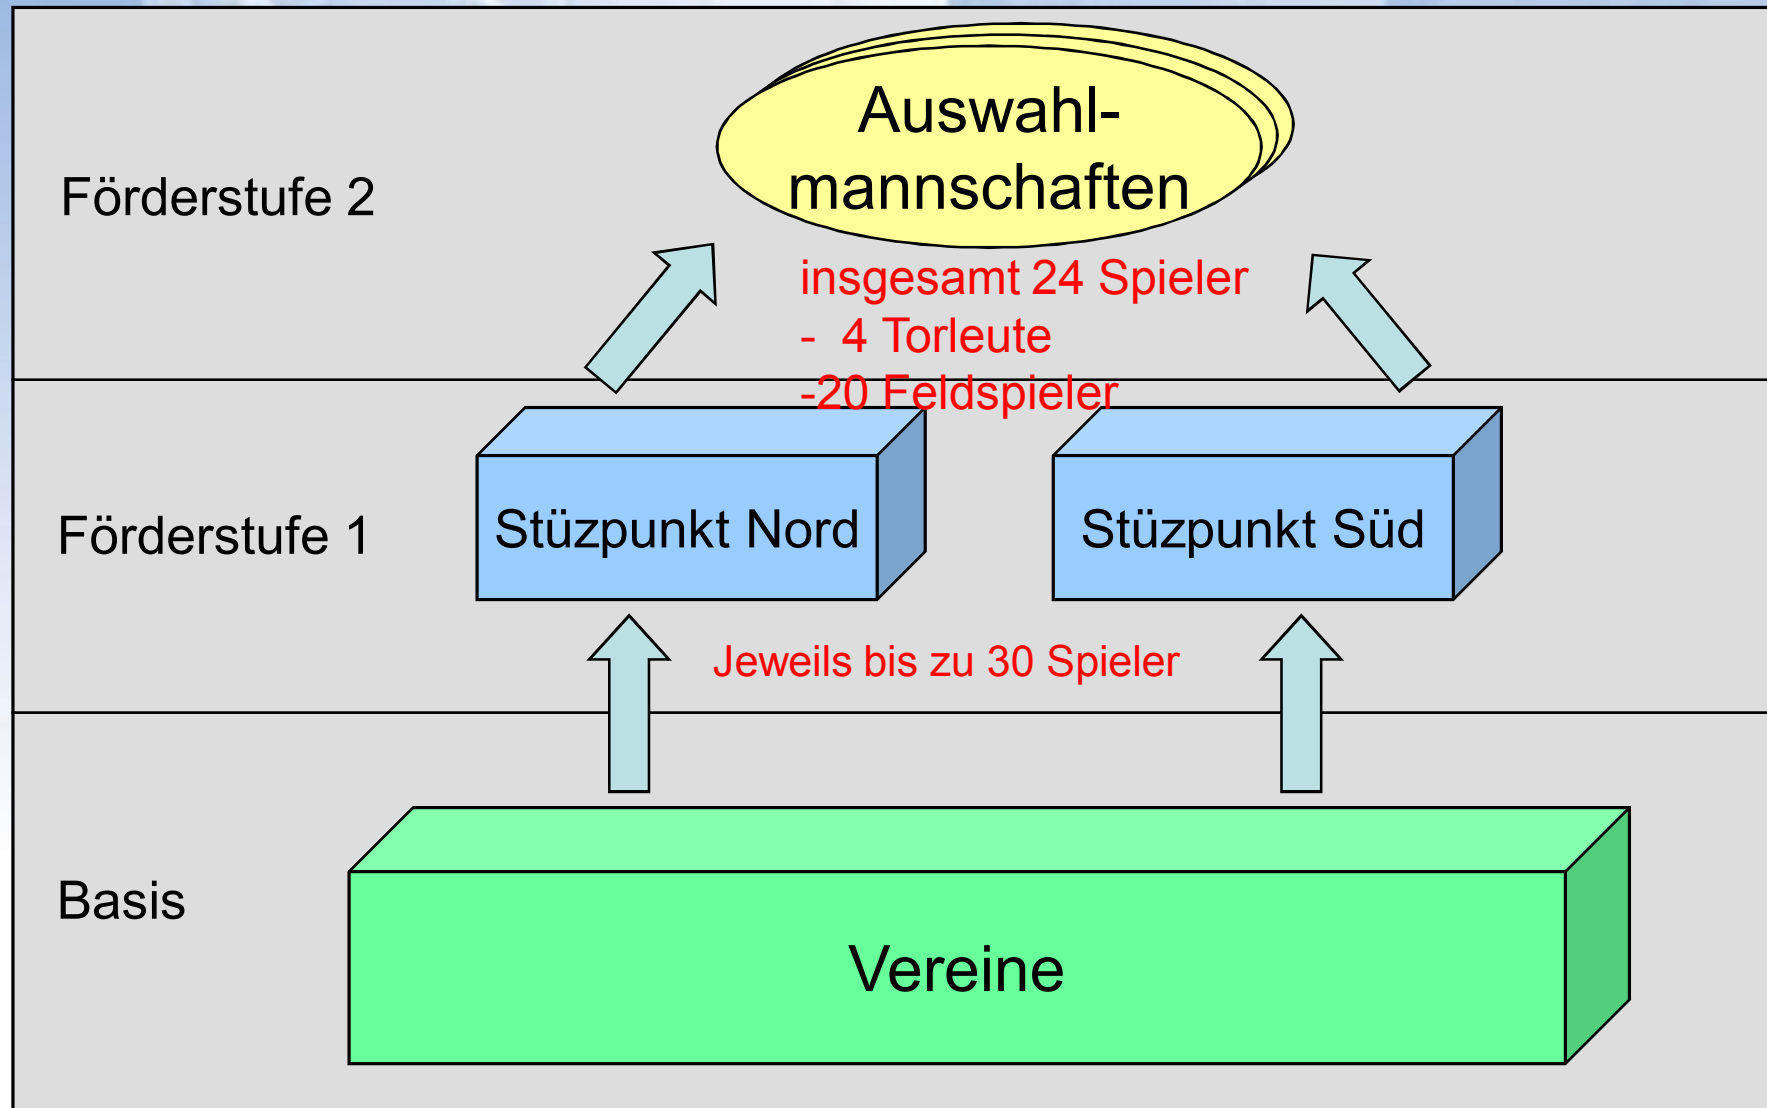 Auswahl-
mannschaften
Förderstufe 2
insgesamt 24 Spieler
- 4 Torleute
-20 Feldspieler
Förderstufe 1
Stüzpunkt Nord
Stüzpunkt Süd
Jeweils bis zu 30 Spieler
Basis
Vereine